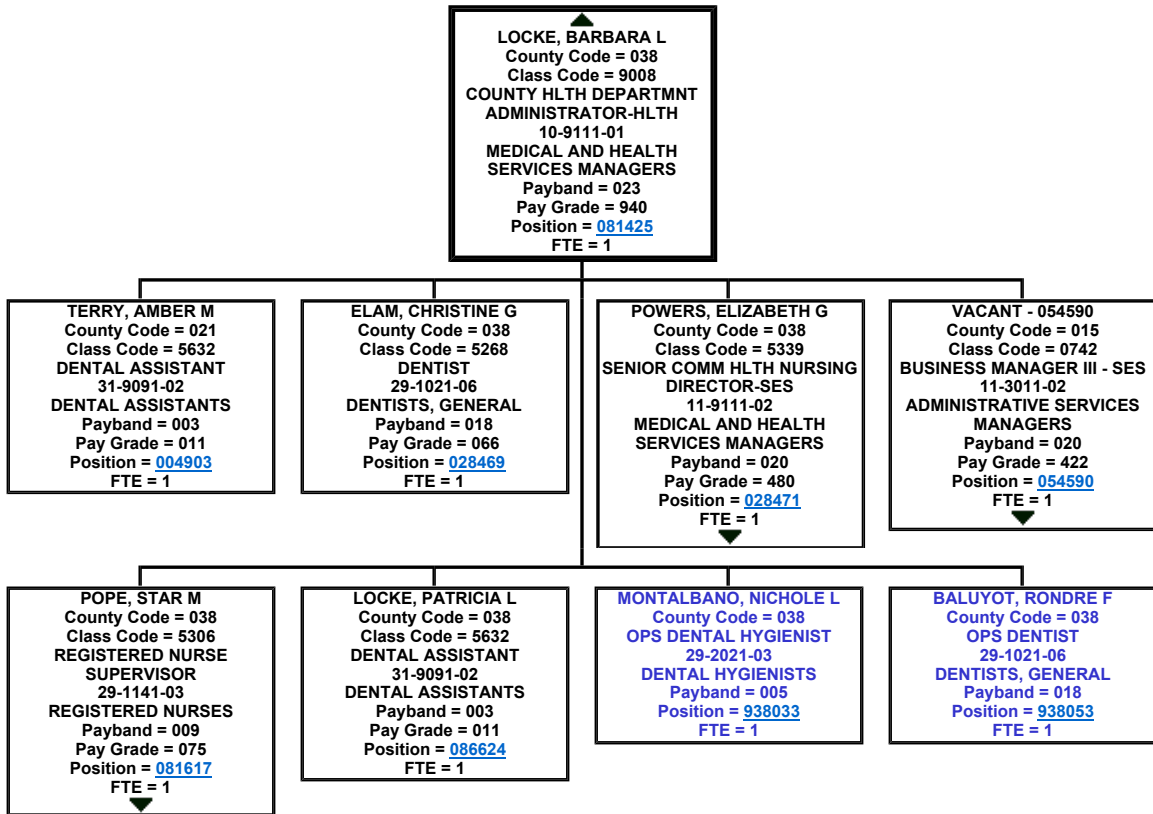 LOCKE, BARBARA L
County Code = 038
Class Code = 9008
COUNTY HLTH DEPARTMNT
ADMINISTRATOR-HLTH
10-9111-01
MEDICAL AND HEALTH
SERVICES MANAGERS
Payband = 023
Pay Grade = 940
Position = 081425
FTE = 1
TERRY, AMBER M
County Code = 021
Class Code = 5632
DENTAL ASSISTANT
31-9091-02
DENTAL ASSISTANTS
Payband = 003
Pay Grade = 011
Position = 004903
FTE = 1
ELAM, CHRISTINE G
County Code = 038
Class Code = 5268
DENTIST
29-1021-06
DENTISTS, GENERAL
Payband = 018
Pay Grade = 066
Position = 028469
FTE = 1
POWERS, ELIZABETH G
County Code = 038
Class Code = 5339
SENIOR COMM HLTH NURSING
DIRECTOR-SES
11-9111-02
MEDICAL AND HEALTH
SERVICES MANAGERS
Payband = 020
Pay Grade = 480
Position = 028471
FTE = 1
VACANT - 054590
County Code = 015
Class Code = 0742
BUSINESS MANAGER III - SES
11-3011-02
ADMINISTRATIVE SERVICES
MANAGERS
Payband = 020
Pay Grade = 422
Position = 054590
FTE = 1
POPE, STAR M
County Code = 038
Class Code = 5306
REGISTERED NURSE
SUPERVISOR
29-1141-03
REGISTERED NURSES
Payband = 009
Pay Grade = 075
Position = 081617
FTE = 1
LOCKE, PATRICIA L
County Code = 038
Class Code = 5632
DENTAL ASSISTANT
31-9091-02
DENTAL ASSISTANTS
Payband = 003
Pay Grade = 011
Position = 086624
FTE = 1
MONTALBANO, NICHOLE L
County Code = 038
OPS DENTAL HYGIENIST
29-2021-03
DENTAL HYGIENISTS
Payband = 005
Position = 938033
FTE = 1
BALUYOT, RONDRE F
County Code = 038
OPS DENTIST
29-1021-06
DENTISTS, GENERAL
Payband = 018
Position = 938053
FTE = 1